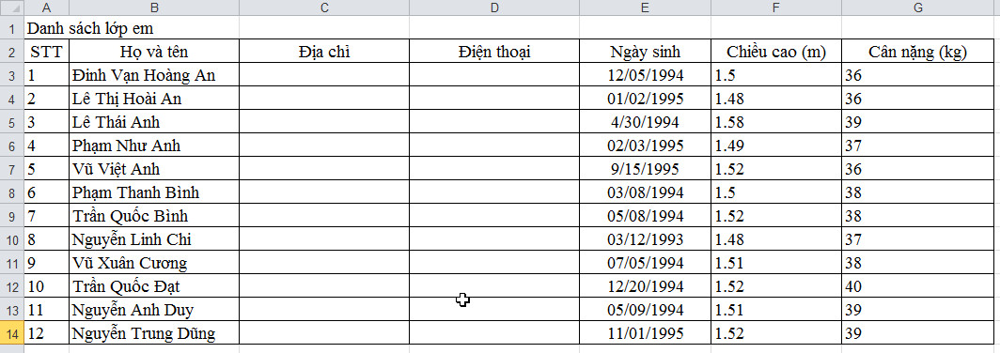 A B C D E F G
1 Danh sách lớp em
2 STT Họ và tên Địa chỉ Điện thoại Ngày sinh Chiều cao (m) Cân nặng (kg)
3 1 Đinh Vạn Hoàng An 12/05/1994 1.5 36
4 2 Lê Thị Hoài An 01/02/1995 1.48 36
5 3 Lê Thái Anh 4/30/1994 1.58 39
6 4 Phạm Như Anh 02/03/1995 1.49 37
7 5 Vũ Việt Anh 9/15/1995 1.52 36
8 6 Phạm Thanh Bình 03/08/1994 1.5 38
9 7 Trần Quốc Bình 05/08/1994 1.52 38
10 8 Nguyễn Linh Chi 03/12/1993 1.48 37
11 9 Vũ Xuân Cương 07/05/1994 1.51 38
12 10 Trần Quốc Đạt 12/20/1994 1.52 40
13 11 Nguyễn Anh Duy 05/09/1994 1.51 39
14 12 Nguyễn Trung Dũng 11/01/1995 1.52 39